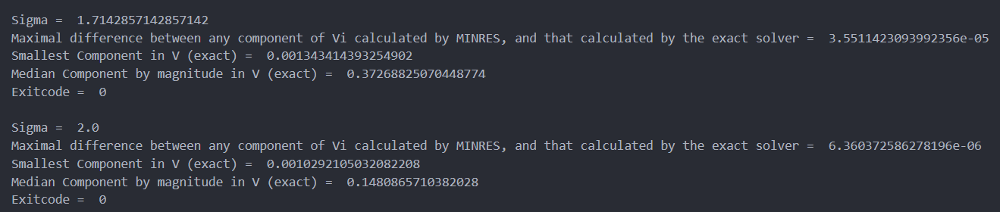 Sigma =  1.7142857142857142
Maximal difference between any component of Vi calculated by MINRES, and that calculated by the exact solver =  3.5511423093992356e-05
Smallest Component in V (exact) =  0.001343414393254902
Median Component by magnitude in V (exact) =  0.37268825070448774
Exitcode =  0
Sigma =  2.0
Maximal difference between any component of Vi calculated by MINRES, and that calculated by the exact solver =  6.360372586278196e-06
Smallest Component in V (exact) =  0.0010292105032082208
Median Component by magnitude in V (exact) =  0.1480865710382028
Exitcode =  0